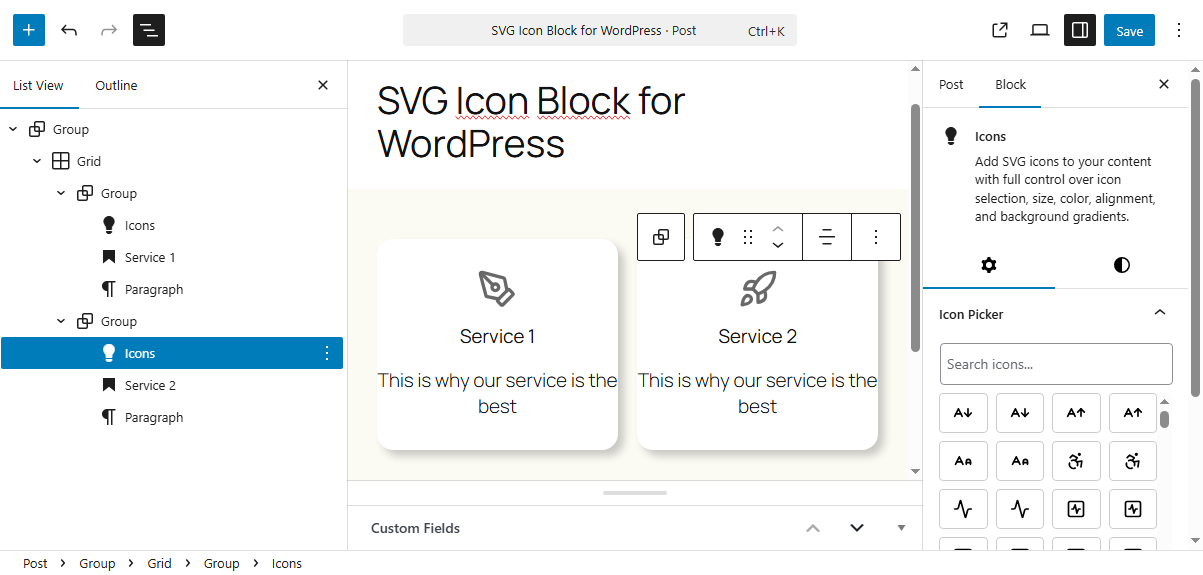 SVG Icon Block for WordPress · Post
Ctrl+K
Save
List View
Outline
Group
Grid
Group
Icons
Service 1
Paragraph
Group
Icons
Service 2
Paragraph
SVG Icon Block for
WordPress
Service 1
This is why our service is the
best
Service 2
This is why our service is the
best
Custom Fields
Post
Block
Icons
Add SVG icons to your content
with full control over icon
selection, size, color, alignment,
and background gradients.
Icon Picker
Search icons...
Post
Group
Grid
Group
Icons